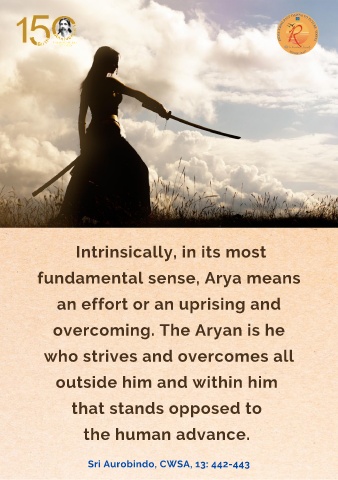 150
Intrinsically, in its most
fundamental sense, Arya means
an effort or an uprising and
overcoming. The Aryan is he
who strives and overcomes all
outside him and within him
that stands opposed to
the human advance.
Sri Aurobindo, CWSA, 13: 442-443